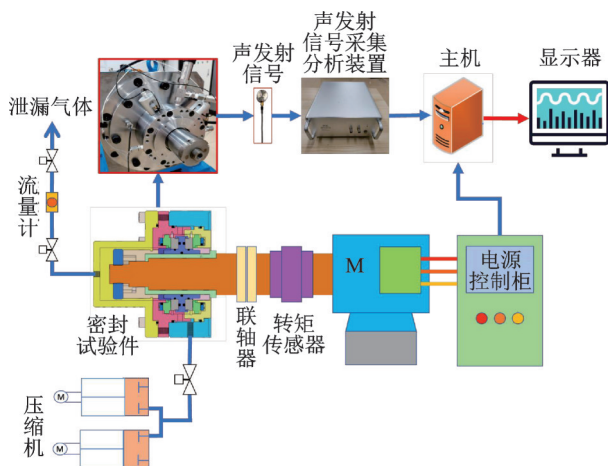 声发射
信号
声发射
信号采集
分析装置
主机
显示器
泄漏气体
流量计
M
电源
控制柜
密封
试验件
联轴器
转矩
传感器
压缩机
M
M